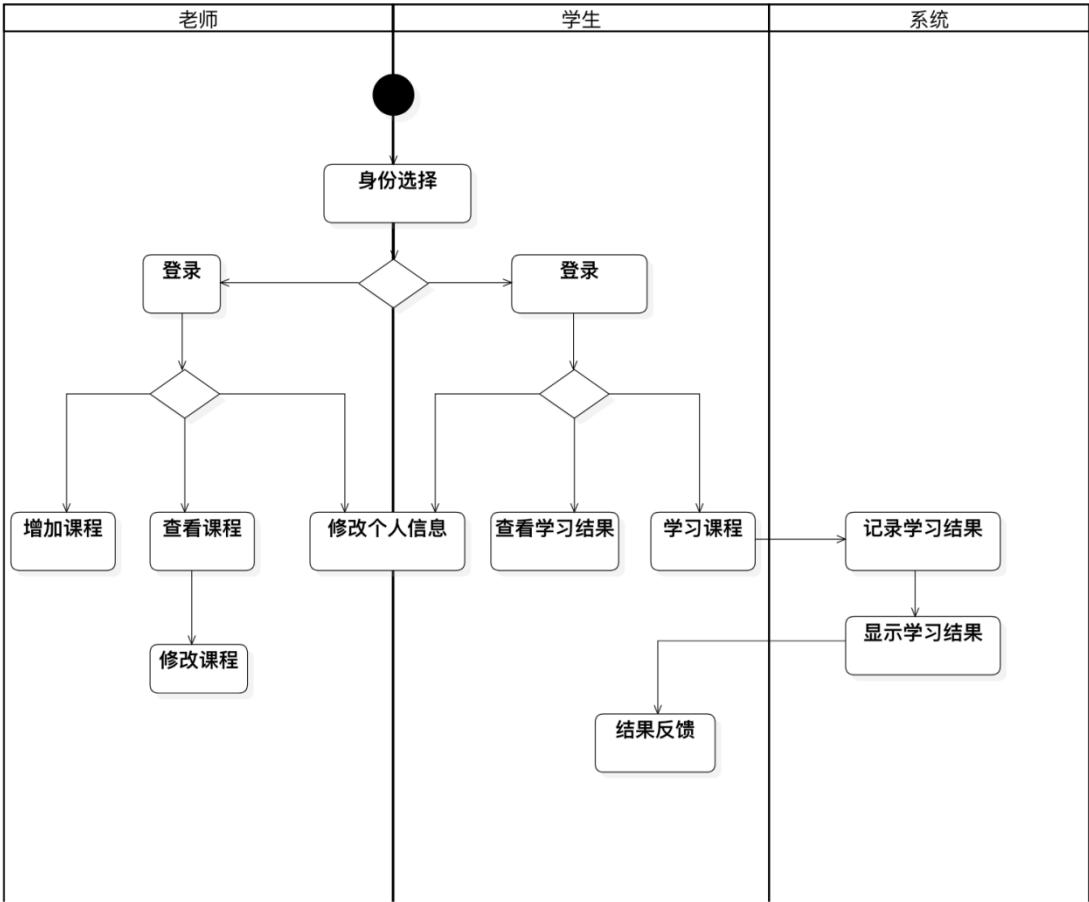 老师
学生
系统
身份选择
登录
登录
增加课程
查看课程
修改个人信息
查看学习结果
学习课程
记录学习结果
显示学习结果
修改课程
结果反馈